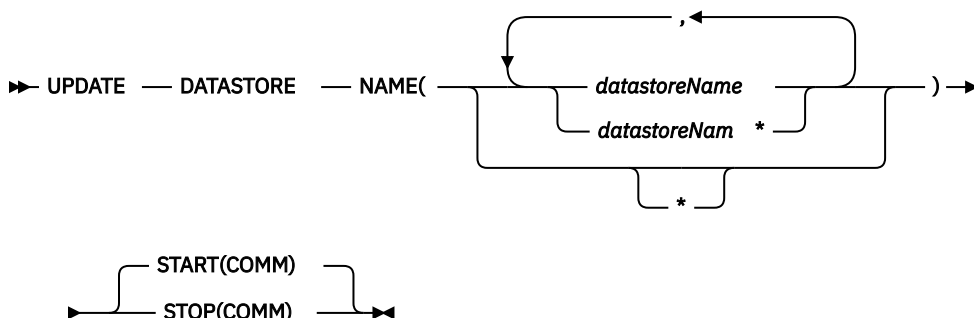 ,
UPDATE DATASTORE NAME( datastoreName )
datastoreNam *
*
START(COMM)
STOP(COMM)